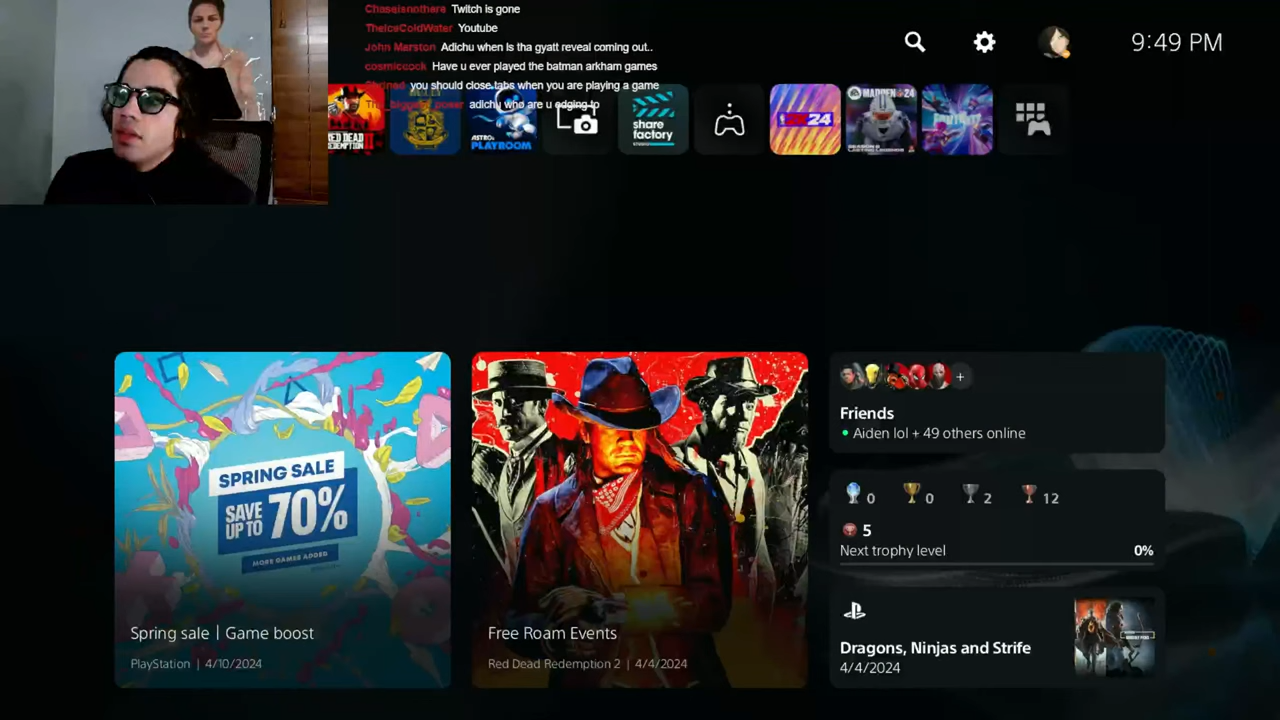 Chaseisnthere Twitch is gone
TheIceColdWater Youtube
John Marston Adichu when Is tha gyatt reveal coming out..
cosmiccock Have u ever played the batman arkham games
you should close tabs when you are playing a game
adichu who are u edging to
9:49 PM
RED DEAD
REDEMPTION II
ASTRO's
PLAYROOM
share
factory
STUDIO
2K24
MADDEN 24
FORTNITE
SPRING SALE
SAVE UP TO 70%
MORE GAMES ADDED
Spring sale | Game boost
PlayStation | 4/10/2024
Free Roam Events
Red Dead Redemption 2 | 4/4/2024
+
Friends
Aiden lol + 49 others online
0 0 2 12
5
Next trophy level 0%
Dragons, Ninjas and Strife
4/4/2024